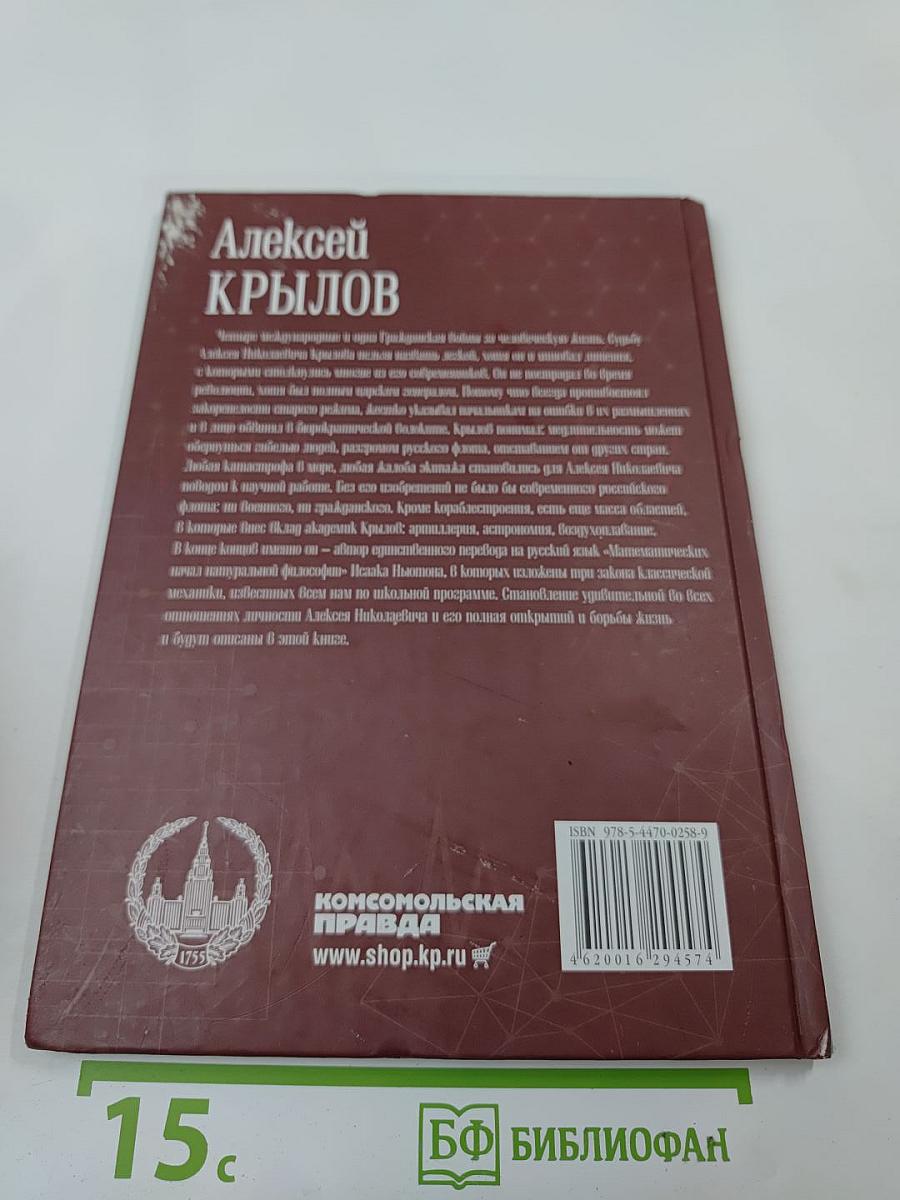 Алексей
КРЫЛОВ
Четыре международные и одна Гражданская война за человеческую жизнь. Судьбу
Алексея Николаевича Крылова нельзя назвать легкой, хотя он и миновал
с которыми столкнулись многие из его современников. Он не пострадал во время
революции, хотя был полным царским генералом. Потому что всегда противостоял
закоренелости старого режима, жестко указывал начальникам на ошибки в их размышлениях
и в лицо обвинял в бюрократической волоките. Крылов понимал: медлительность может
обернуться гибелью людей, разгромом русского флота, отставанием от других стран.
Любая катастрофа в море, любая жалоба экипажа становились для Алексея Николаевича
поводом к научной работе. Без его изобретений не было бы современного российского
флота: ни военного, ни гражданского. Кроме кораблестроения, есть еще масса областей,
в которые внес вклад академик Крылов: артиллерия, астрономия, воздухоплавание.
В конце концов именно он – автор единственного перевода на русский язык «Математических
начал натуральной философии» Исаака Ньютона, в которых изложены три закона классической
механики, известных всем нам по школьной программе. Становление удивительной во всех
отношениях личности Алексея Николаевича и его полная открытий и борьбы жизнь
и будут описаны в этой книге.
1755
КОМСОМОЛЬСКАЯ
ПРАВДА
www.shop.kp.ru
ISBN 978-5-4470-0258-9
4 620016 294574
15 с
БФ БИБЛИОФАН